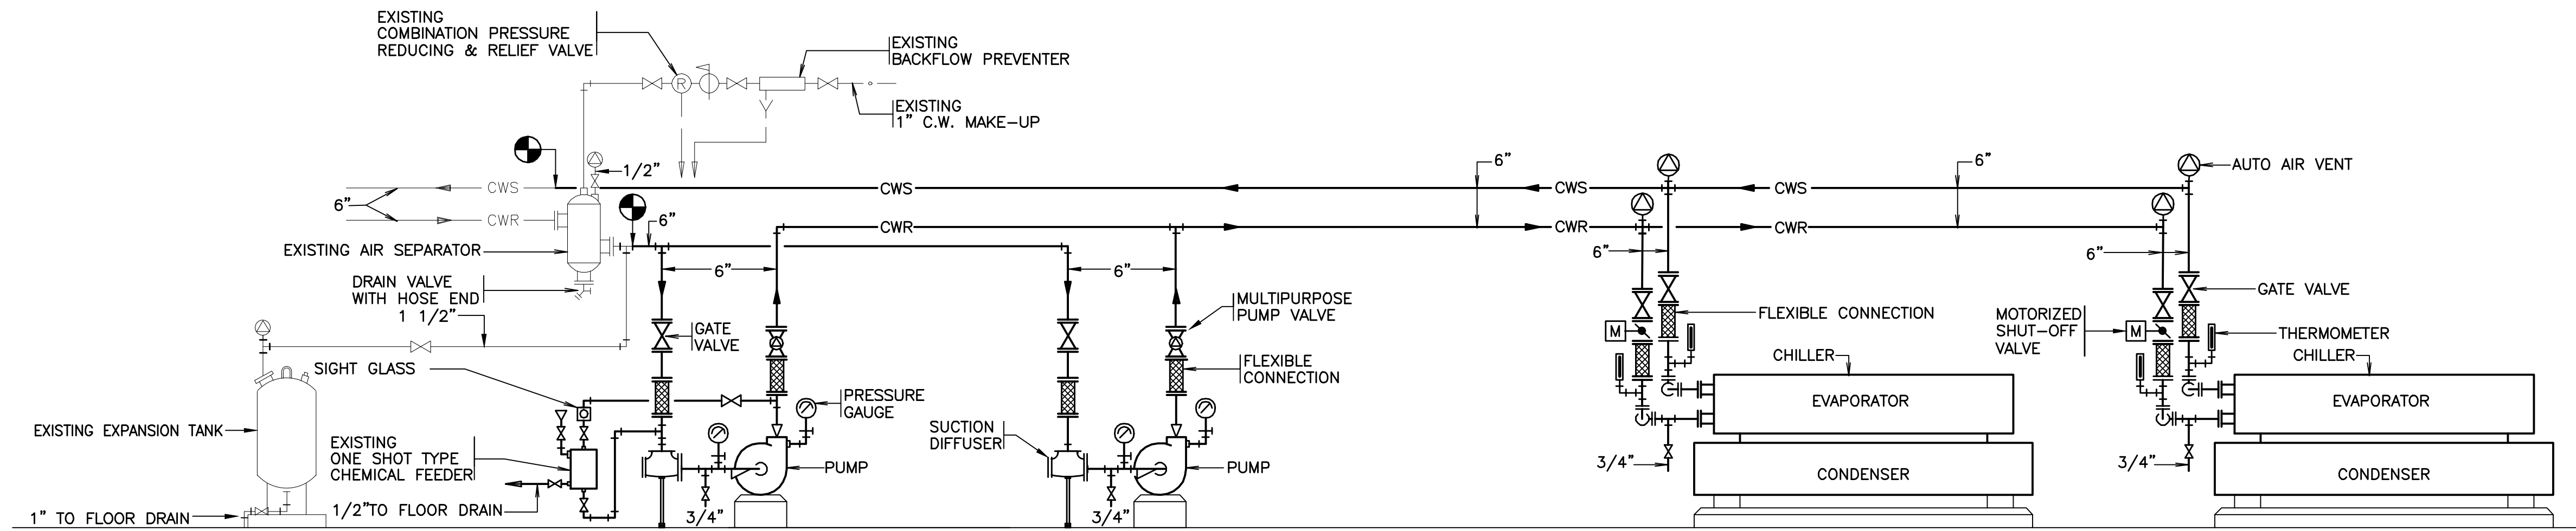 EXISTING
COMBINATION PRESSURE
REDUCING & RELIEF VALVE
R
EXISTING
BACKFLOW PREVENTER
EXISTING
1" C.W. MAKE-UP
1/2"
CWS
CWS
6"
CWS
6"
CWS
AUTO AIR VENT
6"
CWR
6"
CWR
CWR
CWR
EXISTING AIR SEPARATOR
6"
6"
6"
6"
DRAIN VALVE
WITH HOSE END
1 1/2"
GATE
VALVE
MULTIPURPOSE
PUMP VALVE
FLEXIBLE CONNECTION
M
MOTORIZED
SHUT-OFF
VALVE
M
GATE VALVE
THERMOMETER
SIGHT GLASS
FLEXIBLE
CONNECTION
CHILLER
CHILLER
PRESSURE
GAUGE
EVAPORATOR
EVAPORATOR
EXISTING EXPANSION TANK
EXISTING
ONE SHOT TYPE
CHEMICAL FEEDER
SUCTION
DIFFUSER
PUMP
PUMP
3/4"
CONDENSER
3/4"
CONDENSER
1" TO FLOOR DRAIN
1/2"TO FLOOR DRAIN
3/4"
3/4"